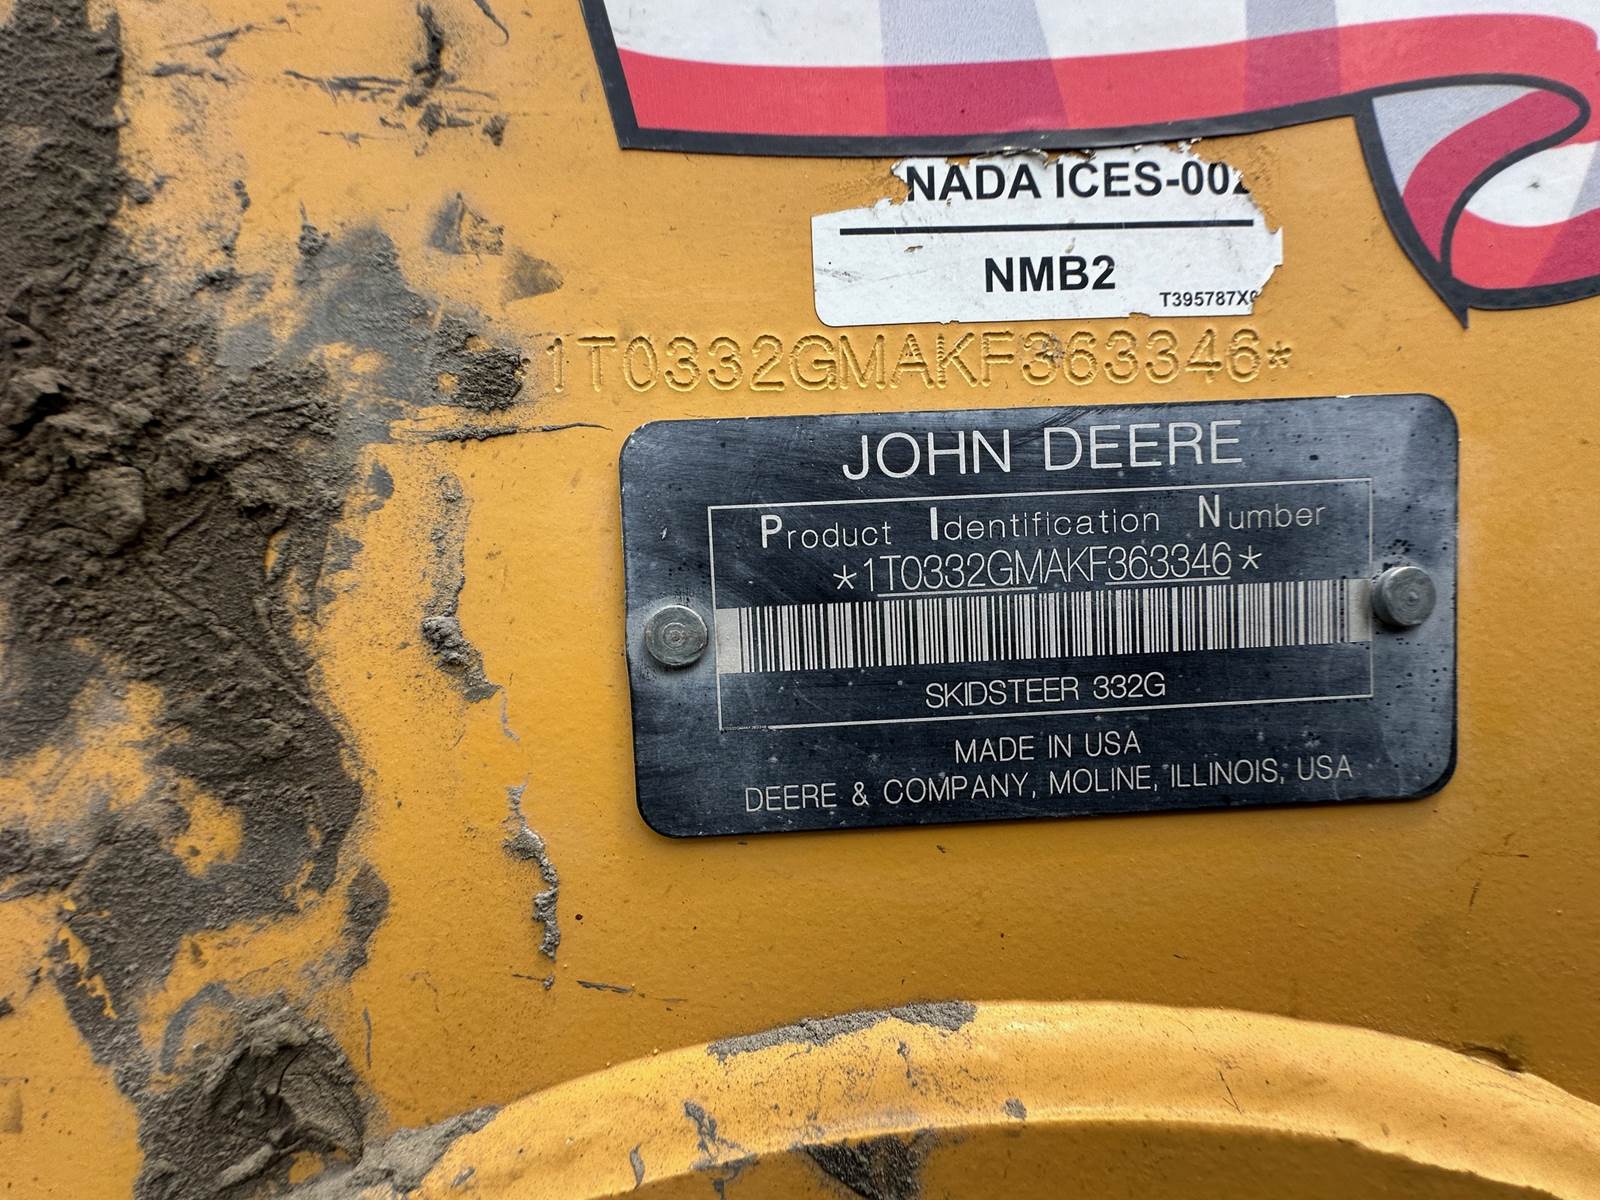 NADA ICES-002
NMB2
T395787X0
1T0332GMAKF363346*
JOHN DEERE
Product Identification Number
*1T0332GMAKF363346*
SKIDSTEER 332G
MADE IN USA
DEERE & COMPANY, MOLINE, ILLINOIS, USA